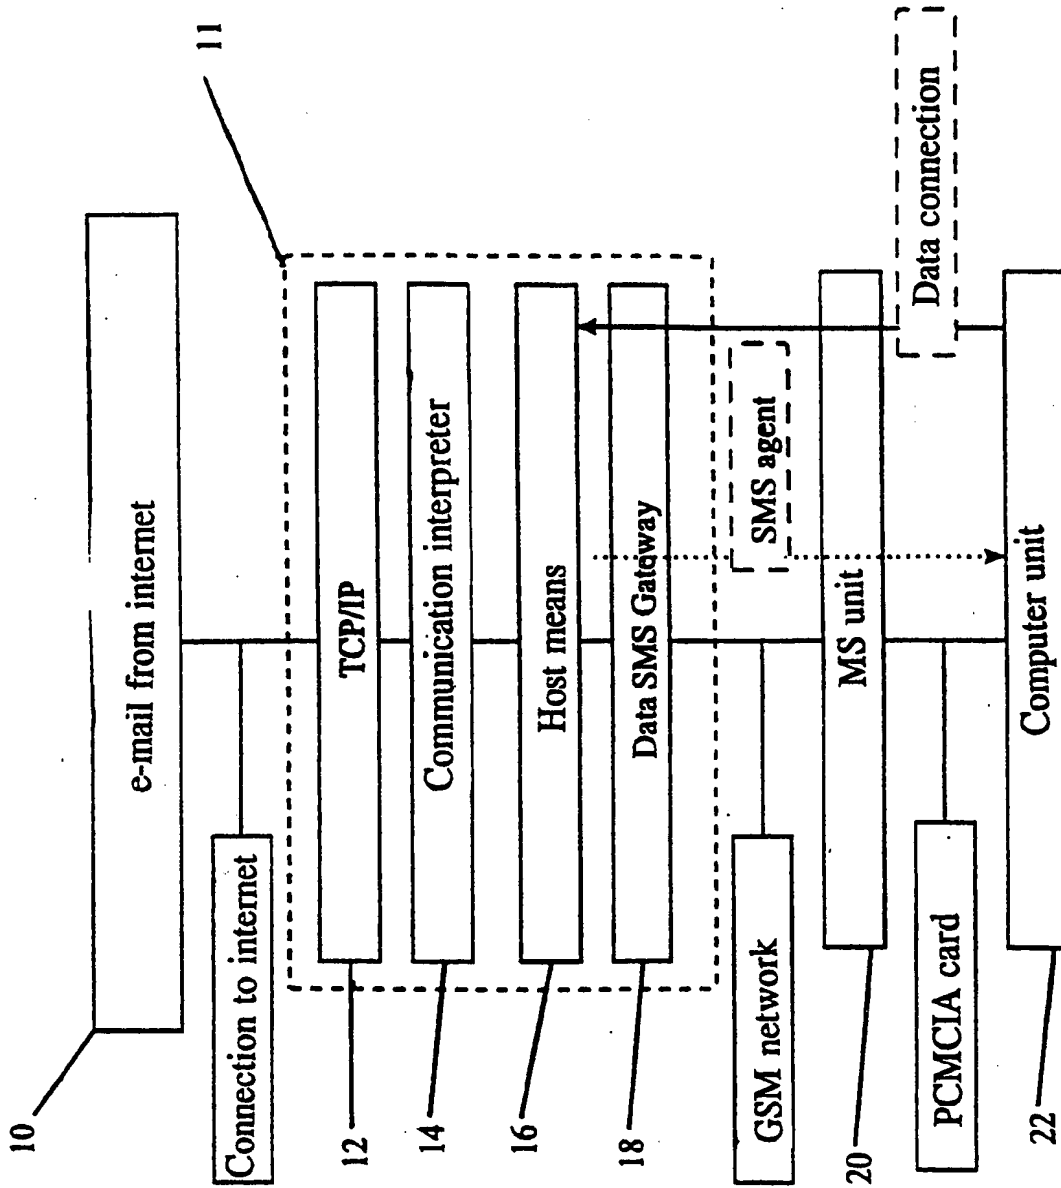 10
e-mail from internet
11
Connection to internet
12
TCP/IP
14
Communication interpreter
16
Host means
18
Data SMS Gateway
GSM network
SMS agent
20
MS unit
Data connection
PCMCIA card
22
Computer unit